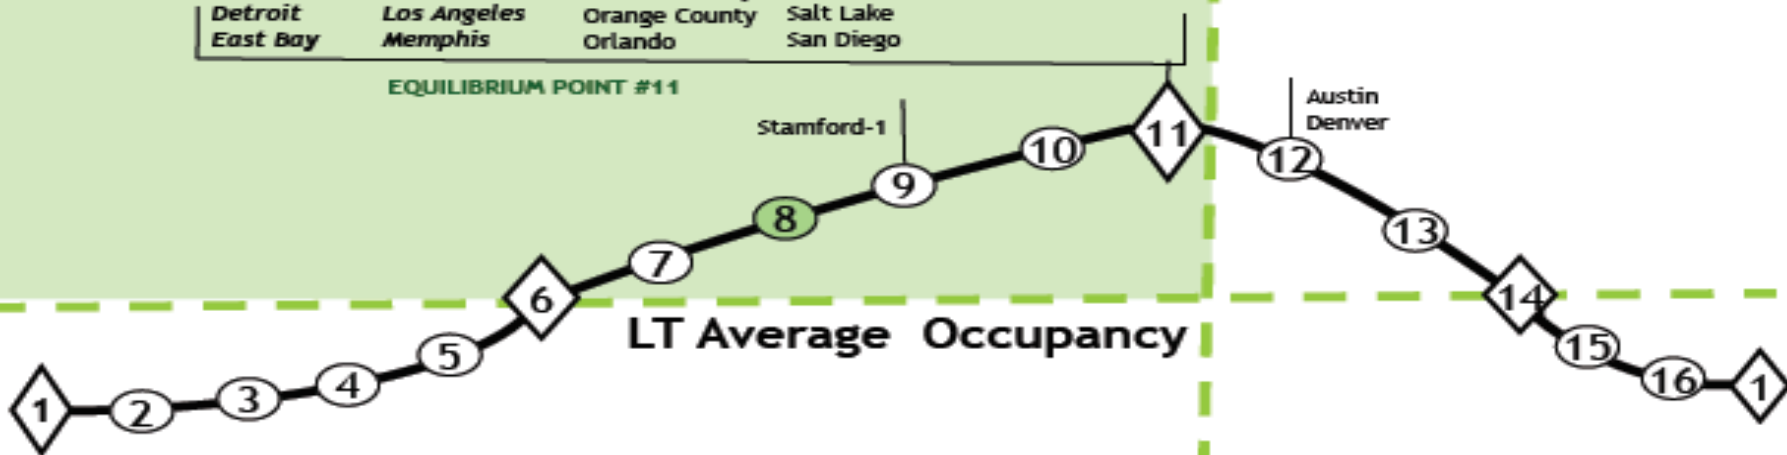 Detroit Los Angeles Orange County Salt Lake
East Bay Memphis Orlando San Diego
EQUILIBRIUM POINT #11
Stamford-1
Austin
Denver
11
12
10
9
8
13
7
6
14
LT Average Occupancy
5
15
4
16
3
2
1
1